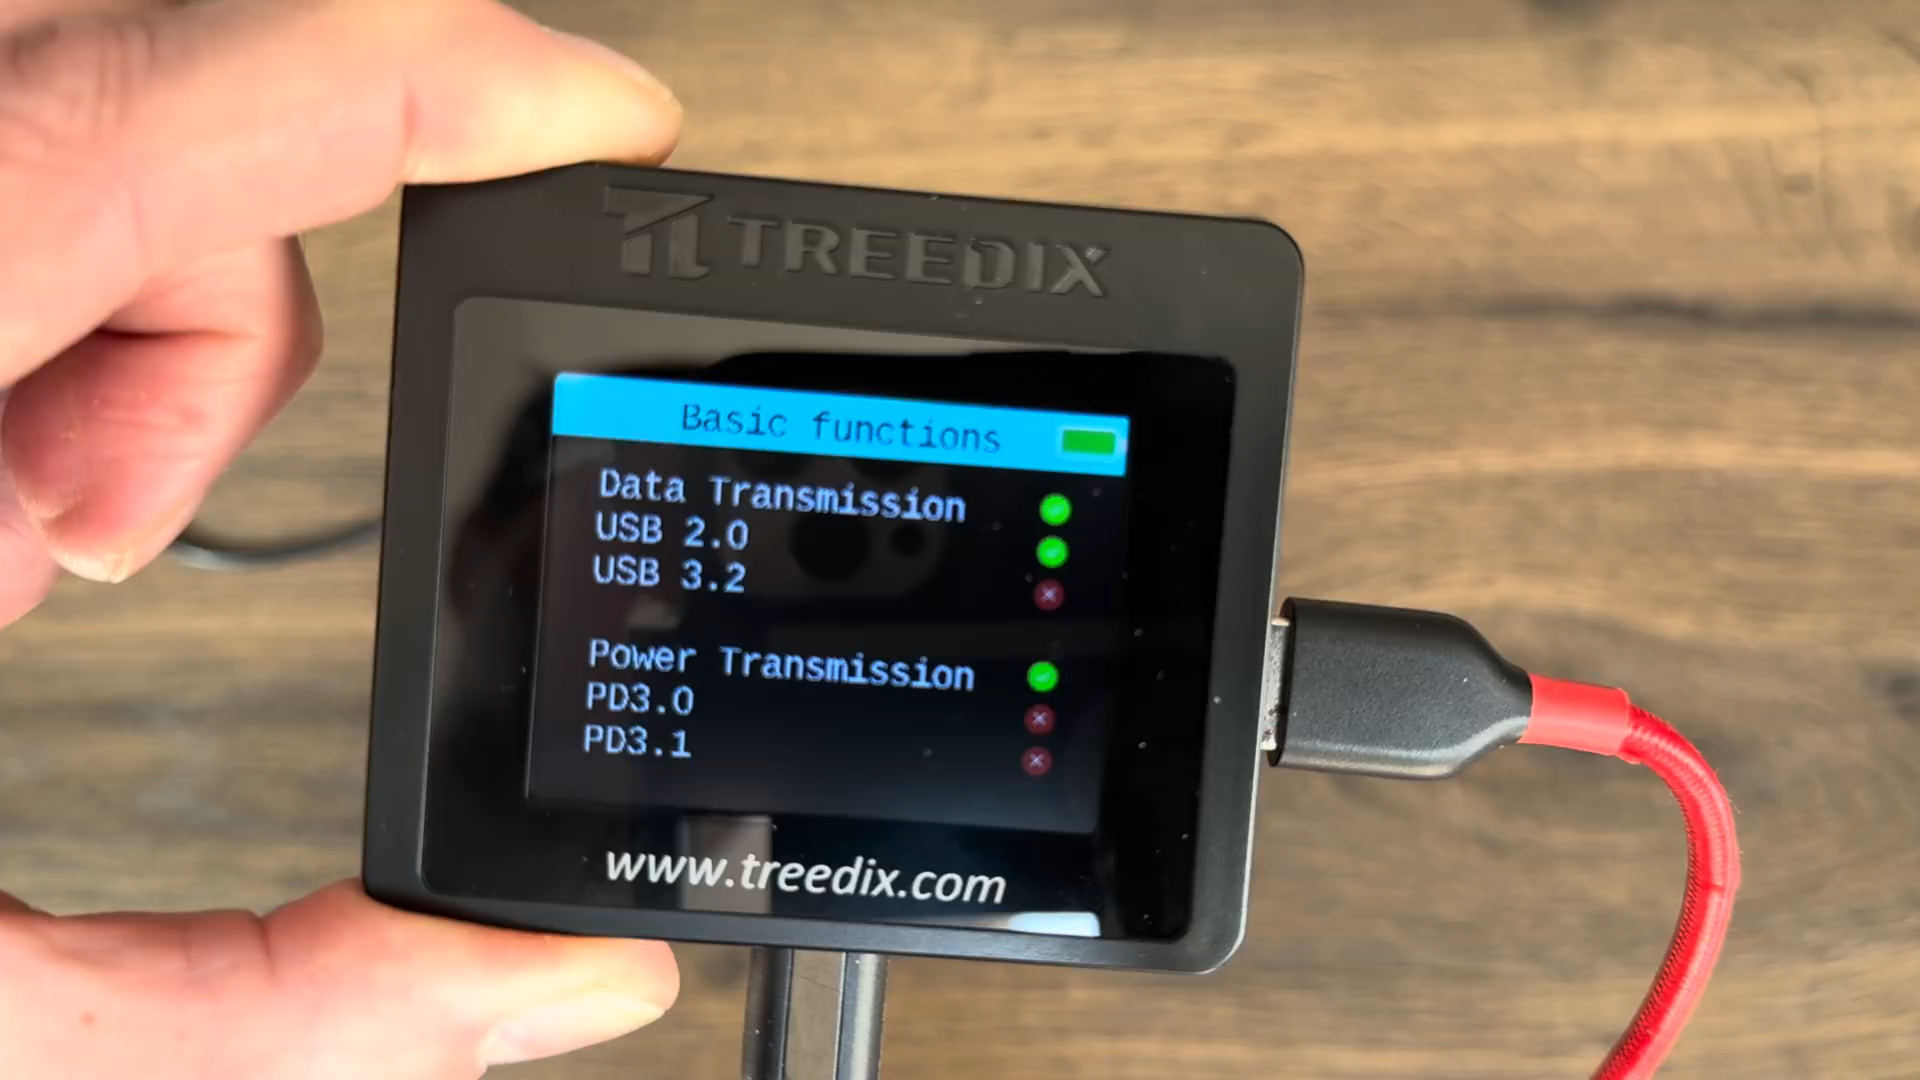 TREEDIX
Basic functions
Data Transmission
USB 2.0
USB 3.2
Power Transmission
PD3.0
PD3.1
www.treedix.com